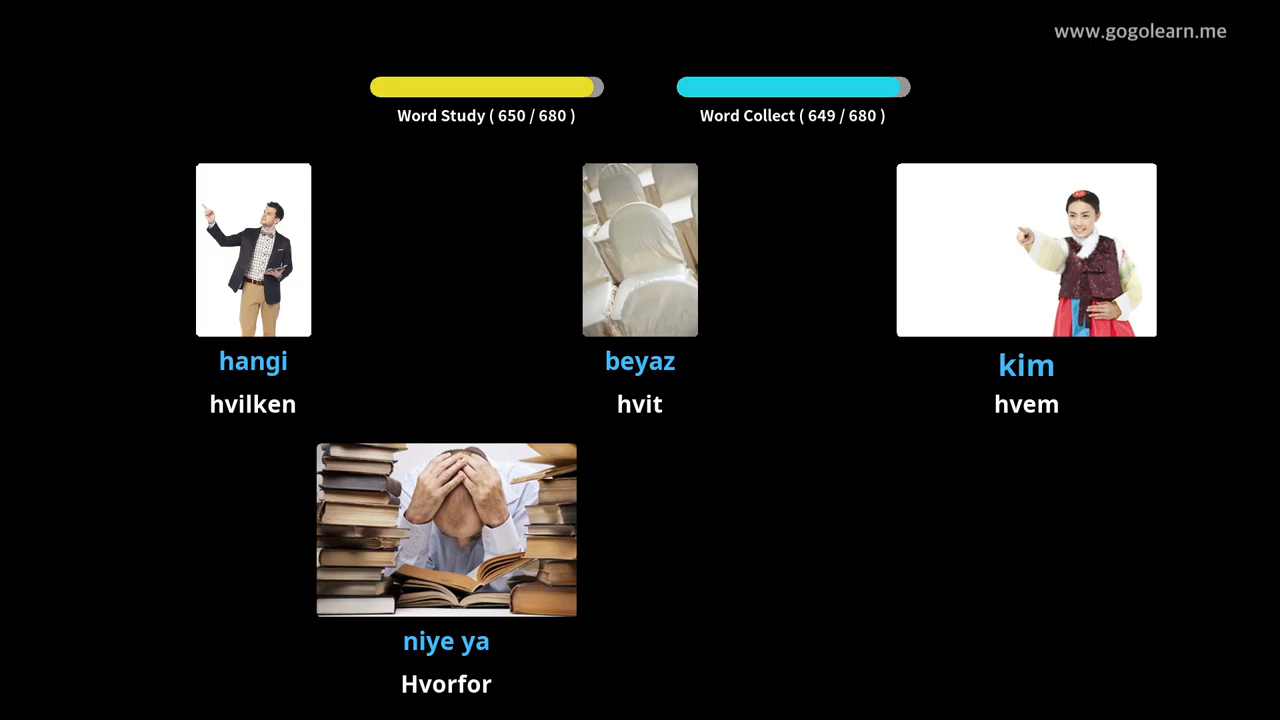 www.gogolearn.me
Word Study ( 650 / 680 )
Word Collect ( 649 / 680 )
hangi
hvilken
beyaz
hvit
kim
hvem
niye ya
Hvorfor